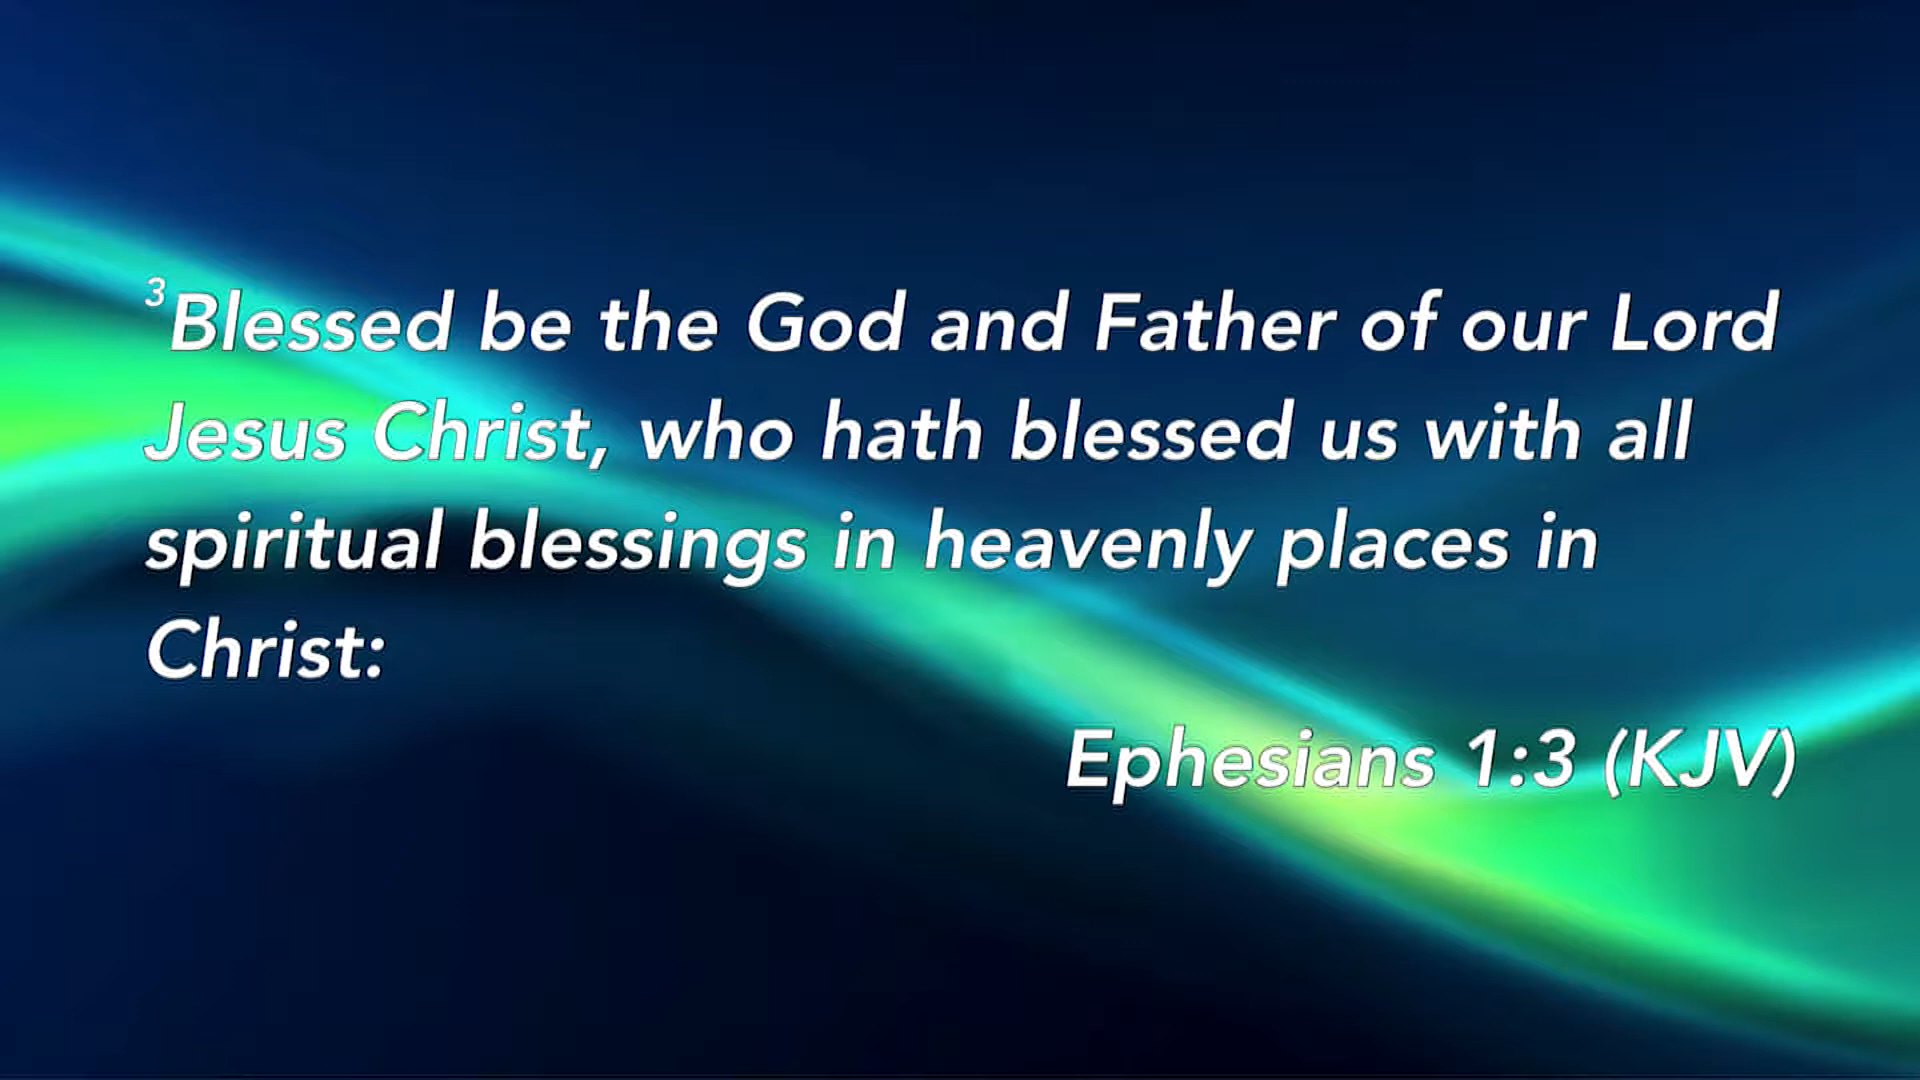 ³Blessed be the God and Father of our Lord
Jesus Christ, who hath blessed us with all
spiritual blessings in heavenly places in
Christ:
Ephesians 1:3 (KJV)